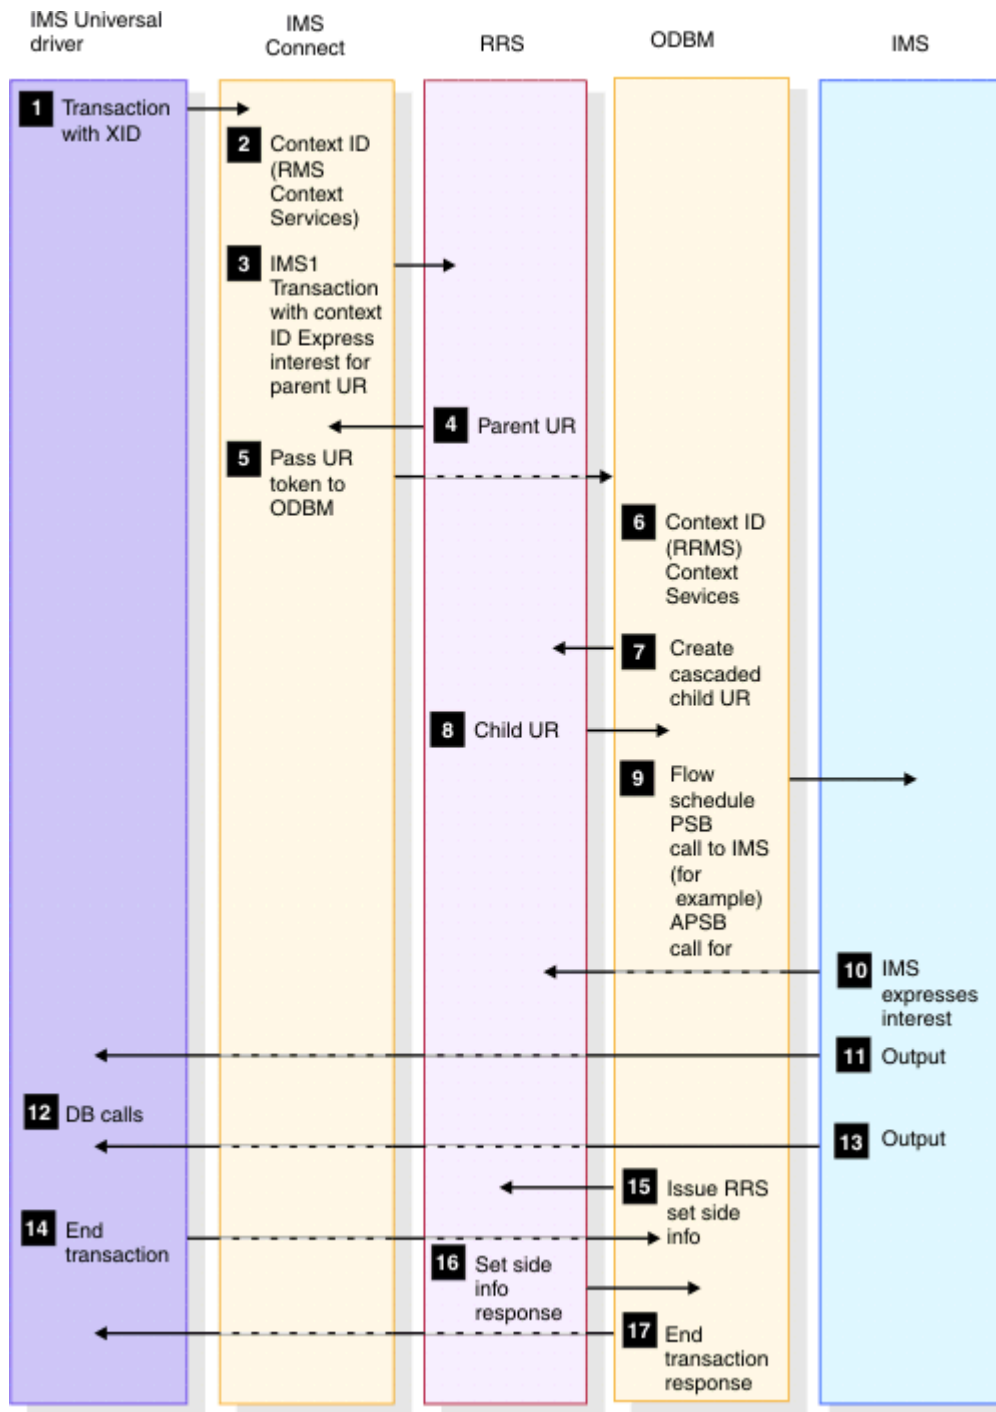 IMS Universal
driver
IMS
Connect
RRS
ODBM
IMS
1 Transaction
with XID
2 Context ID
(RMS
Context
Services)
3 IMS1
Transaction
with context
ID Express
interest for
parent UR
4 Parent UR
5 Pass UR
token to
ODBM
6 Context ID
(RRMS)
Context
Sevices
7 Create
cascaded
child UR
8 Child UR
9 Flow
schedule
PSB
call to IMS
(for
example)
APSB
call for
10 IMS
expresses
interest
11 Output
12 DB calls
13 Output
15 Issue RRS
set side
info
14 End
transaction
16 Set side
info
response
17 End
transaction
response